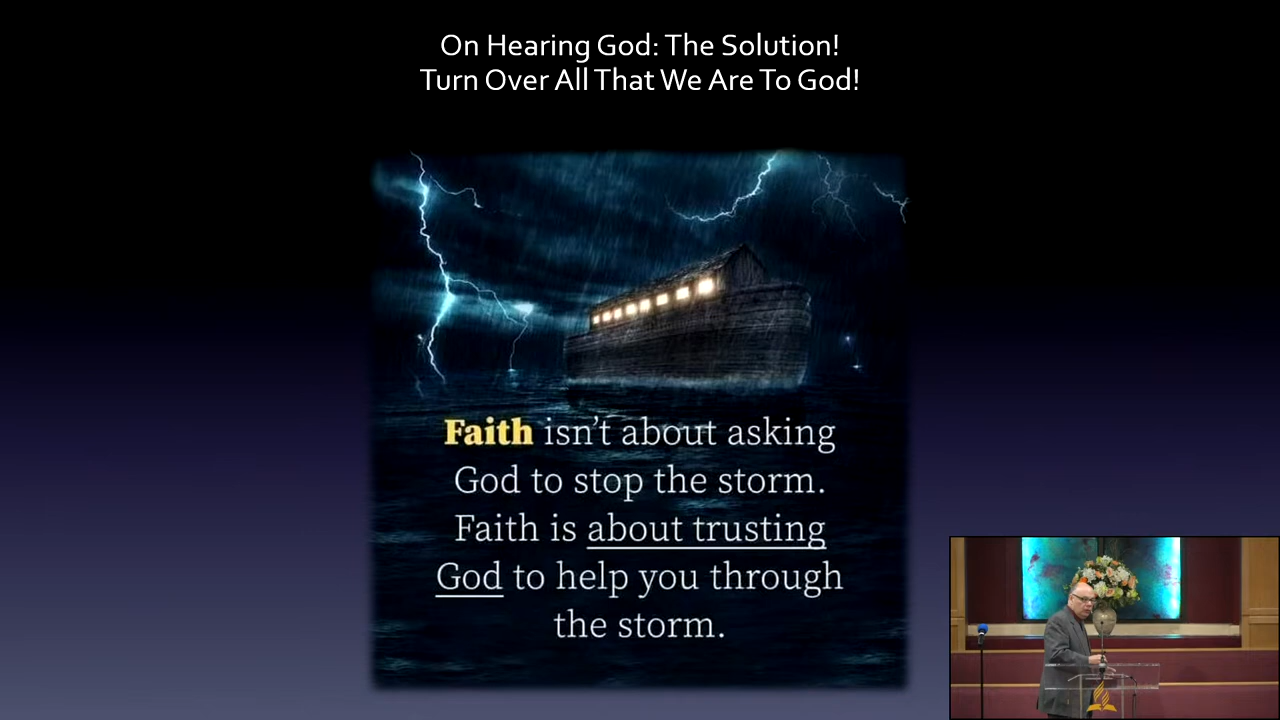 On Hearing God: The Solution!
Turn Over All That We Are To God!
Faith isn't about asking
God to stop the storm.
Faith is about trusting
God to help you through
the storm.